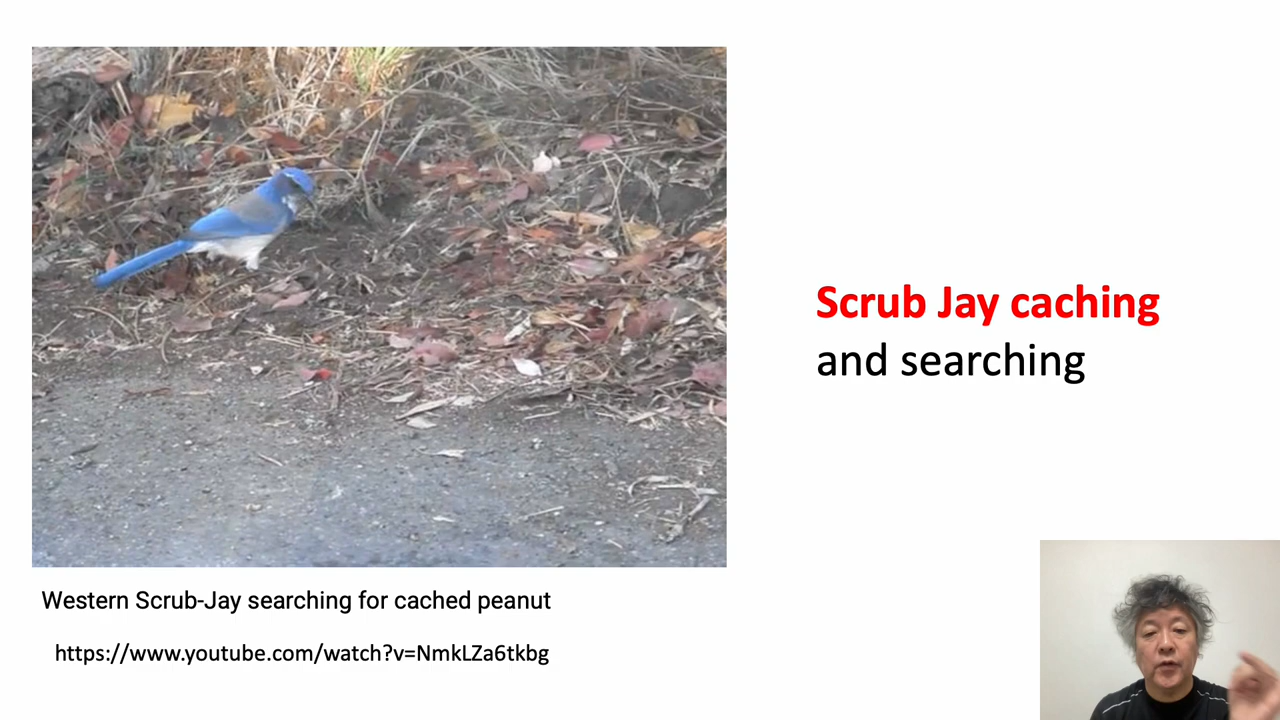 Scrub Jay caching
and searching
Western Scrub-Jay searching for cached peanut
https://www.youtube.com/watch?v=NmkLZa6tkbg